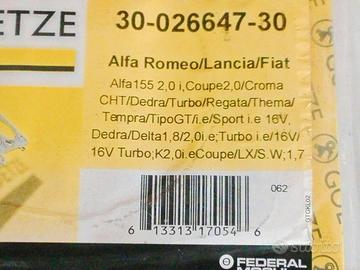 ETZE
30-026647-30
Alfa Romeo/Lancia/Fiat
Alfa155 2,0 i,Coupe2,0/Croma
CHT/Dedra/Turbo/Regata/Thema/
Tempra/TipoGT/i.e/Sport i.e 16V,
Dedra/Delta1,8/2,0i.e;Turbo i.e/16V/
16V Turbo;K2,0i.eCoupe/LX/S.W;1,7
062
6 13313 17054 6
GTOKL02
FEDERAL
subito